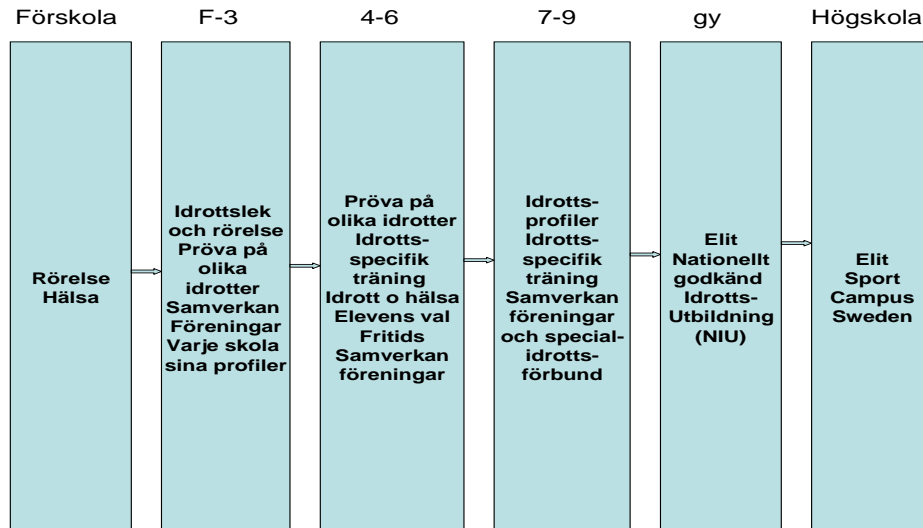 Förskola
F-3
4-6
7-9
gy
Högskola
Rörelse
Hälsa
Idrottslek
och rörelse
Pröva på
olika
idrotter
Samverkan
Föreningar
Varje skola
sina profiler
Pröva på
olika idrotter
Idrotts-
specifik
träning
Idrott o hälsa
Elevens val
Fritids
Samverkan
föreningar
Idrotts-
profiler
Idrotts-
specifik
träning
Samverkan
föreningar
och special-
idrotts-
förbund
Elit
Nationellt
godkänd
Idrotts-
Utbildning
(NIU)
Elit
Sport
Campus
Sweden